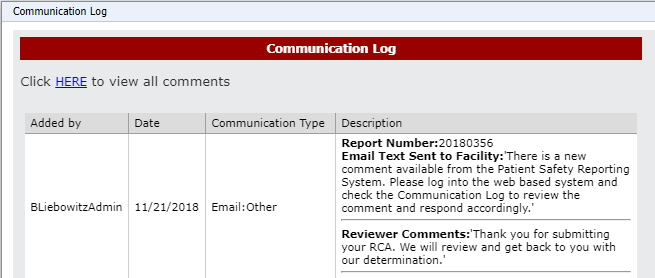 Communication Log
Communication Log
Click HERE to view all comments
Added by Date Communication Type Description
BLiebowitzAdmin 11/21/2018 Email:Other
Report Number:20180356
Email Text Sent to Facility:'There is a new
comment available from the Patient Safety Reporting
System. Please log into the web based system and
check the Communication Log to review the
comment and respond accordingly.'
Reviewer Comments:'Thank you for submitting
your RCA. We will review and get back to you with
our determination.'